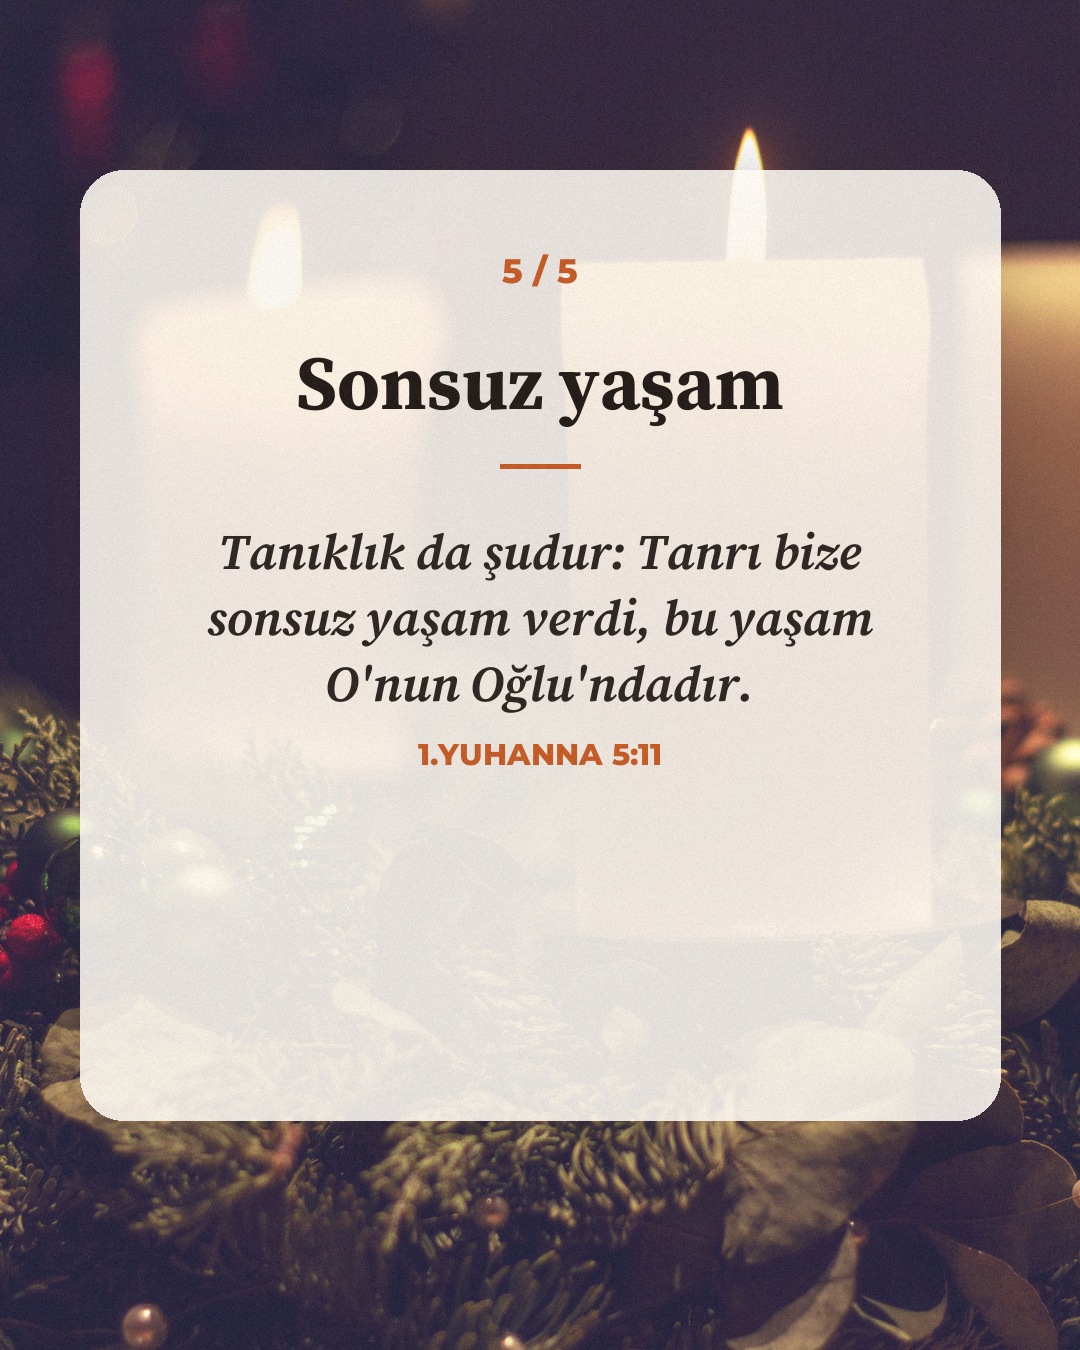 5 / 5
Sonsuz yaşam
Tanıklık da şudur: Tanrı bize
sonsuz yaşam verdi, bu yaşam
O'nun Oğlu'ndadır.
1.YUHANNA 5:11